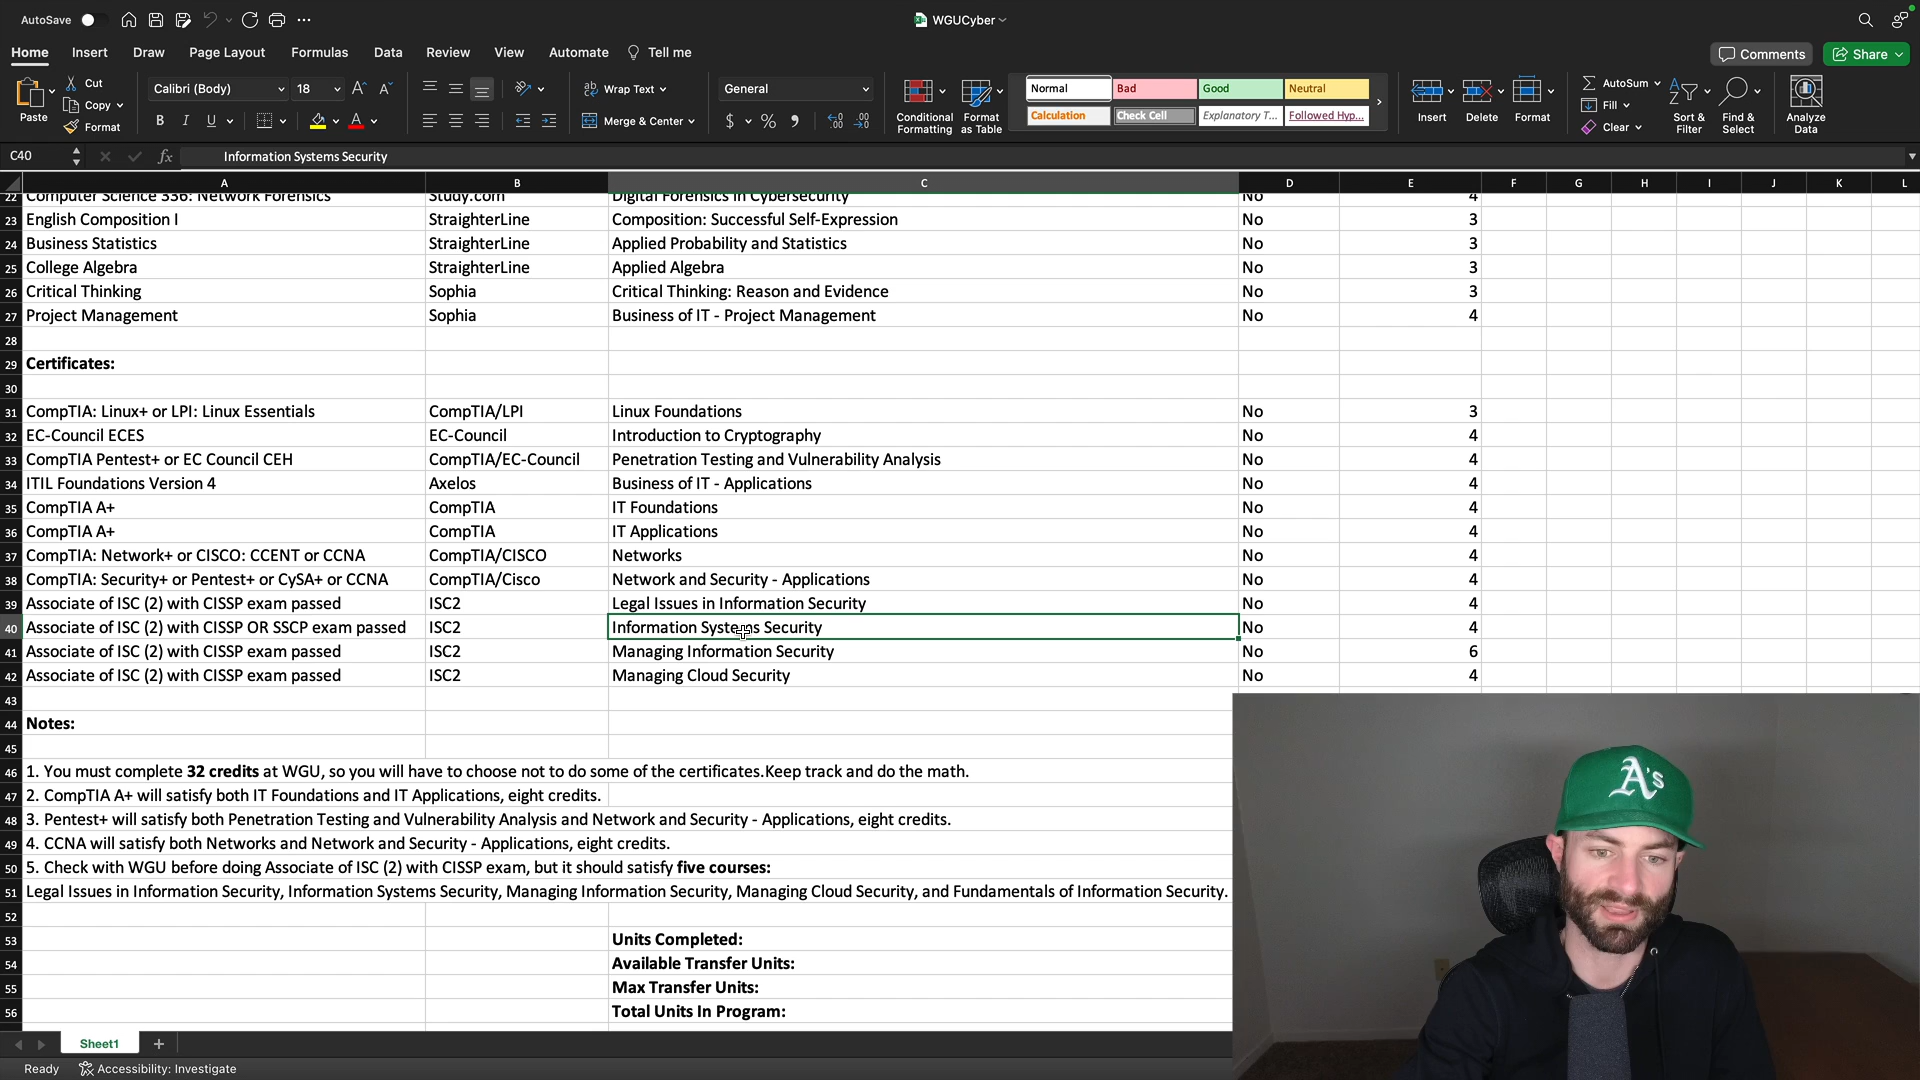 AutoSave
WGUCyber
Home Insert Draw Page Layout Formulas Data Review View Automate Tell me
Comments Share
Paste Cut Copy Format
Calibri (Body) 18
B I U
Wrap Text
Merge & Center
General
$ % 9
Conditional Formatting
Format as Table
Normal Bad Good Neutral
Calculation Check Cell Explanatory T... Followed Hyp...
Insert Delete Format
AutoSum
Fill
Clear
Sort & Filter
Find & Select
Analyze Data
C40 fx Information Systems Security
A B C D E F G H I J K L
22 Computer Science 336: Network Forensics Study.com Digital Forensics in Cybersecurity No 4
23 English Composition I StraighterLine Composition: Successful Self-Expression No 3
24 Business Statistics StraighterLine Applied Probability and Statistics No 3
25 College Algebra StraighterLine Applied Algebra No 3
26 Critical Thinking Sophia Critical Thinking: Reason and Evidence No 3
27 Project Management Sophia Business of IT - Project Management No 4
28
29 Certificates:
30
31 CompTIA: Linux+ or LPI: Linux Essentials CompTIA/LPI Linux Foundations No 3
32 EC-Council ECES EC-Council Introduction to Cryptography No 4
33 CompTIA Pentest+ or EC Council CEH CompTIA/EC-Council Penetration Testing and Vulnerability Analysis No 4
34 ITIL Foundations Version 4 Axelos Business of IT - Applications No 4
35 CompTIA A+ CompTIA IT Foundations No 4
36 CompTIA A+ CompTIA IT Applications No 4
37 CompTIA: Network+ or CISCO: CCENT or CCNA CompTIA/CISCO Networks No 4
38 CompTIA: Security+ or Pentest+ or CySA+ or CCNA CompTIA/Cisco Network and Security - Applications No 4
39 Associate of ISC (2) with CISSP exam passed ISC2 Legal Issues in Information Security No 4
40 Associate of ISC (2) with CISSP OR SSCP exam passed ISC2 Information Systems Security No 4
41 Associate of ISC (2) with CISSP exam passed ISC2 Managing Information Security No 6
42 Associate of ISC (2) with CISSP exam passed ISC2 Managing Cloud Security No 4
43
44 Notes:
45
46 1. You must complete 32 credits at WGU, so you will have to choose not to do some of the certificates.Keep track and do the math.
47 2. CompTIA A+ will satisfy both IT Foundations and IT Applications, eight credits.
48 3. Pentest+ will satisfy both Penetration Testing and Vulnerability Analysis and Network and Security - Applications, eight credits.
49 4. CCNA will satisfy both Networks and Network and Security - Applications, eight credits.
50 5. Check with WGU before doing Associate of ISC (2) with CISSP exam, but it should satisfy five courses:
51 Legal Issues in Information Security, Information Systems Security, Managing Information Security, Managing Cloud Security, and Fundamentals of Information Security.
52
53 Units Completed:
54 Available Transfer Units:
55 Max Transfer Units:
56 Total Units In Program:
A's
Sheet1
Ready Accessibility: Investigate